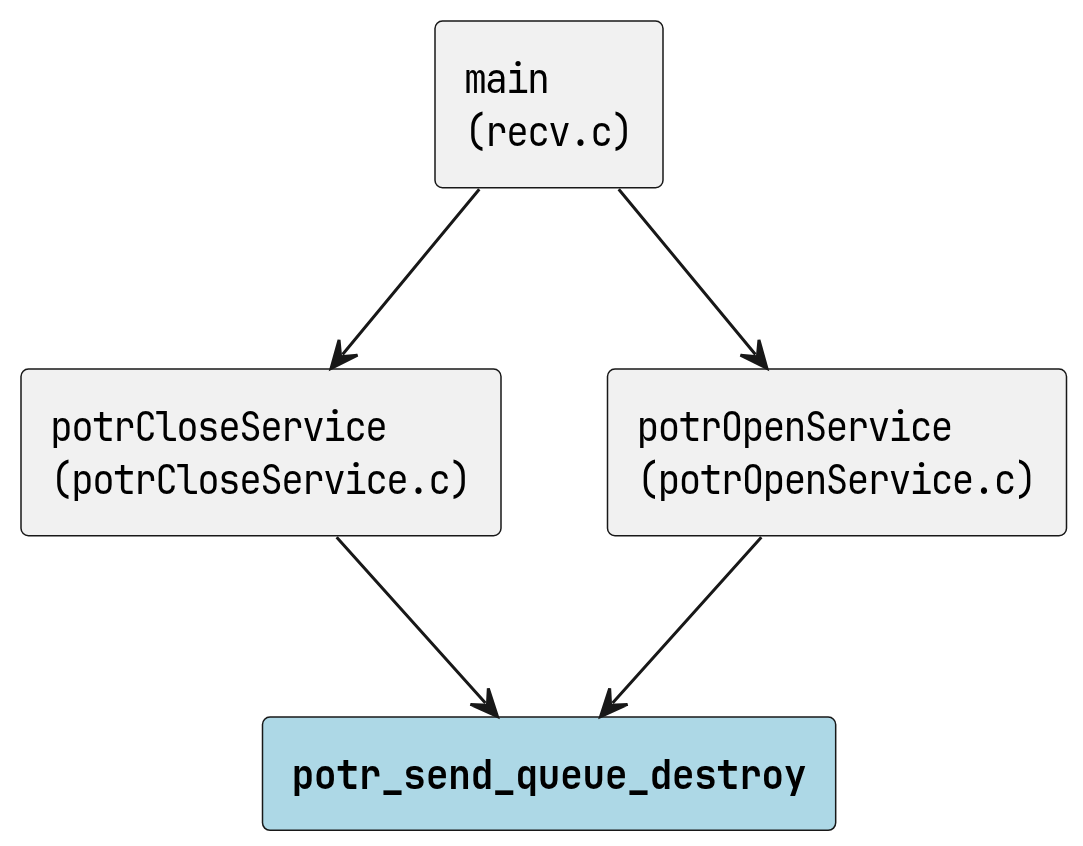 main
(recv.c)
potrCloseService
(potrCloseService.c)
potrOpenService
(potrOpenService.c)
potr_send_queue_destroy